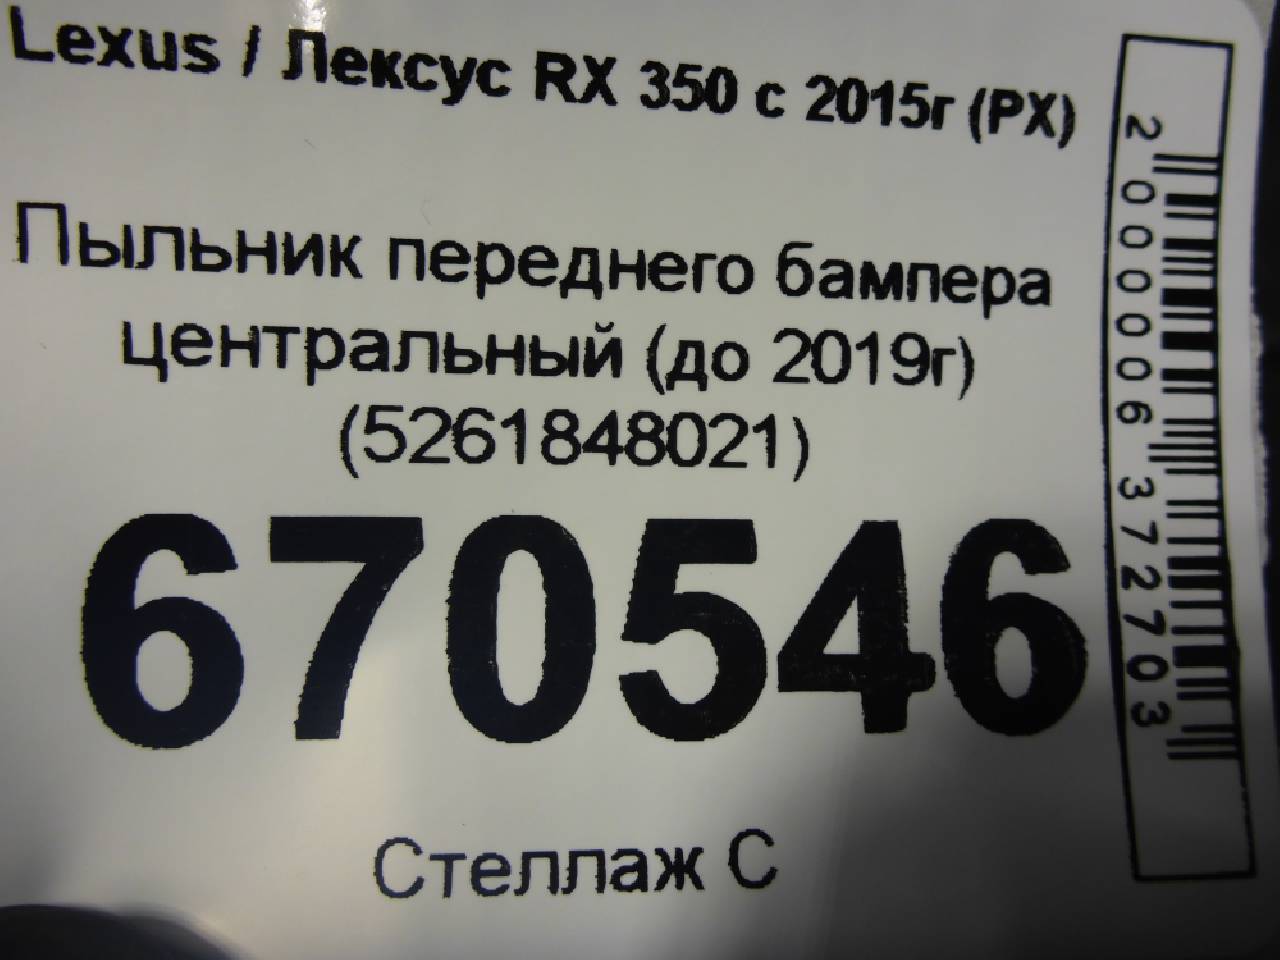 Lexus / Лексус RX 350 с 2015г (РХ)
Пыльник переднего бампера
центральный (до 2019г)
(5261848021)
670546
Стеллаж С
2000006372703